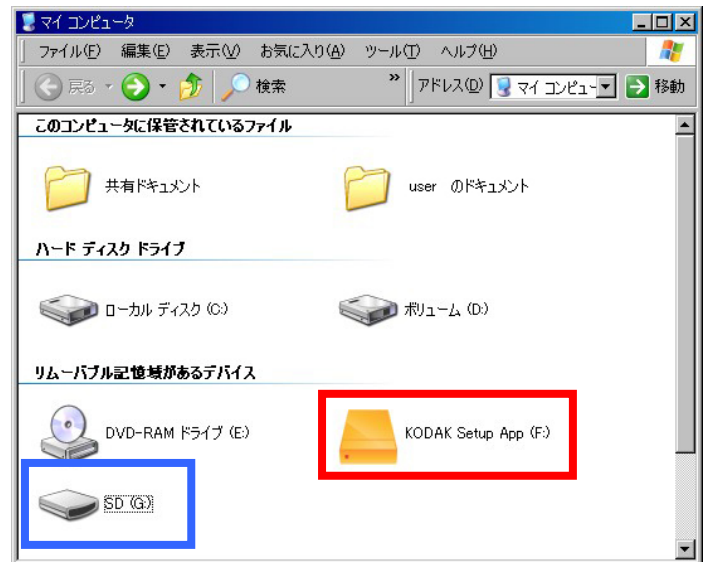 マイ コンピュータ
ファイル(F) 編集(E) 表示(V) お気に入り(A) ツール(T) ヘルプ(H)
戻る 検索 » アドレス(D) マイ コンピュータ 移動
このコンピュータに保管されているファイル
共有ドキュメント user のドキュメント
ハード ディスク ドライブ
ローカル ディスク (C:) ボリューム (D:)
リムーバブル記憶域があるデバイス
DVD-RAM ドライブ (E:) KODAK Setup App (F:)
SD (G:)